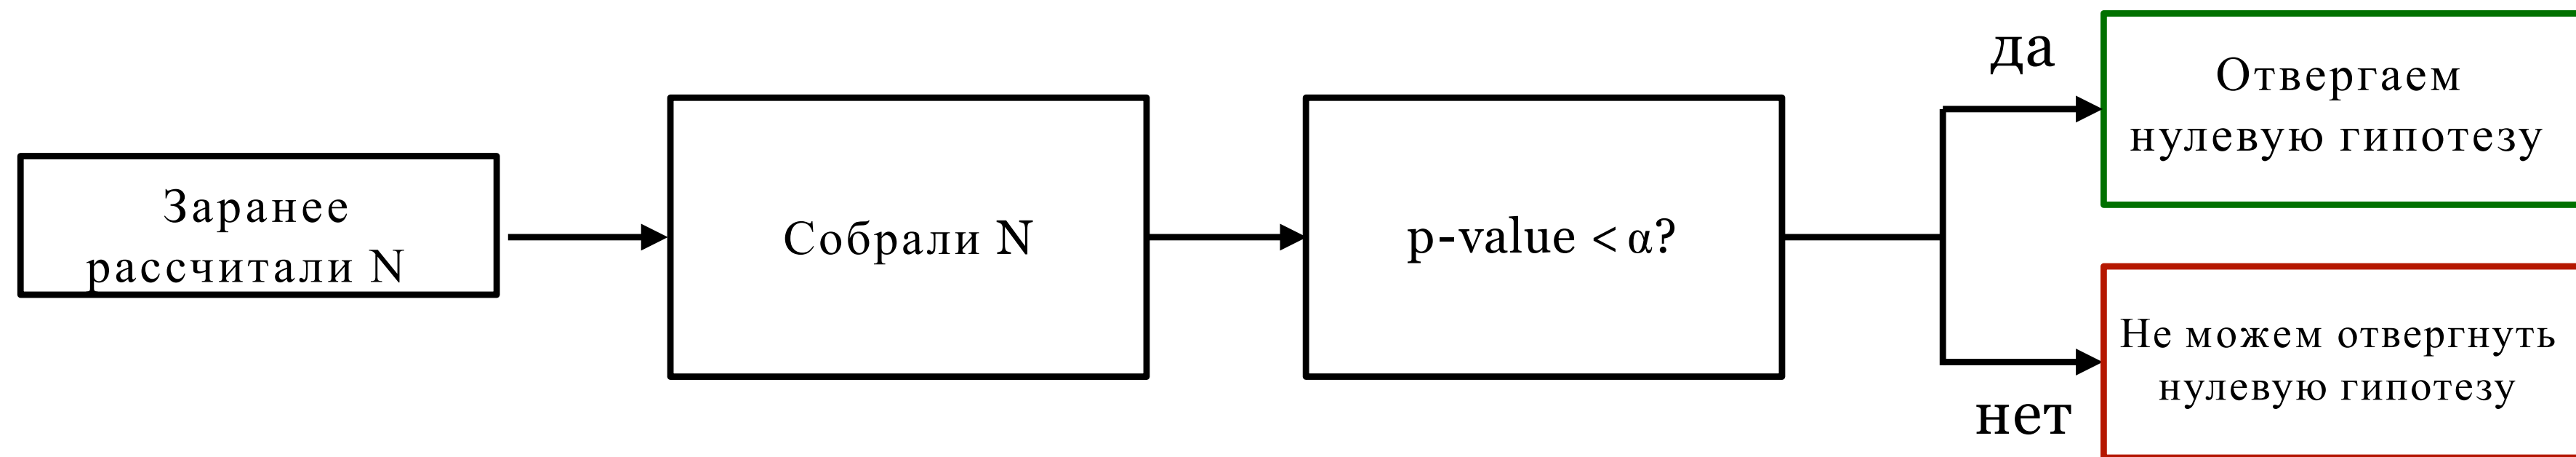 Заранее
рассчитали N
Собрали N
p-value < α?
да
Отвергаем
нулевую гипотезу
нет
Не можем отвергнуть
нулевую гипотезу